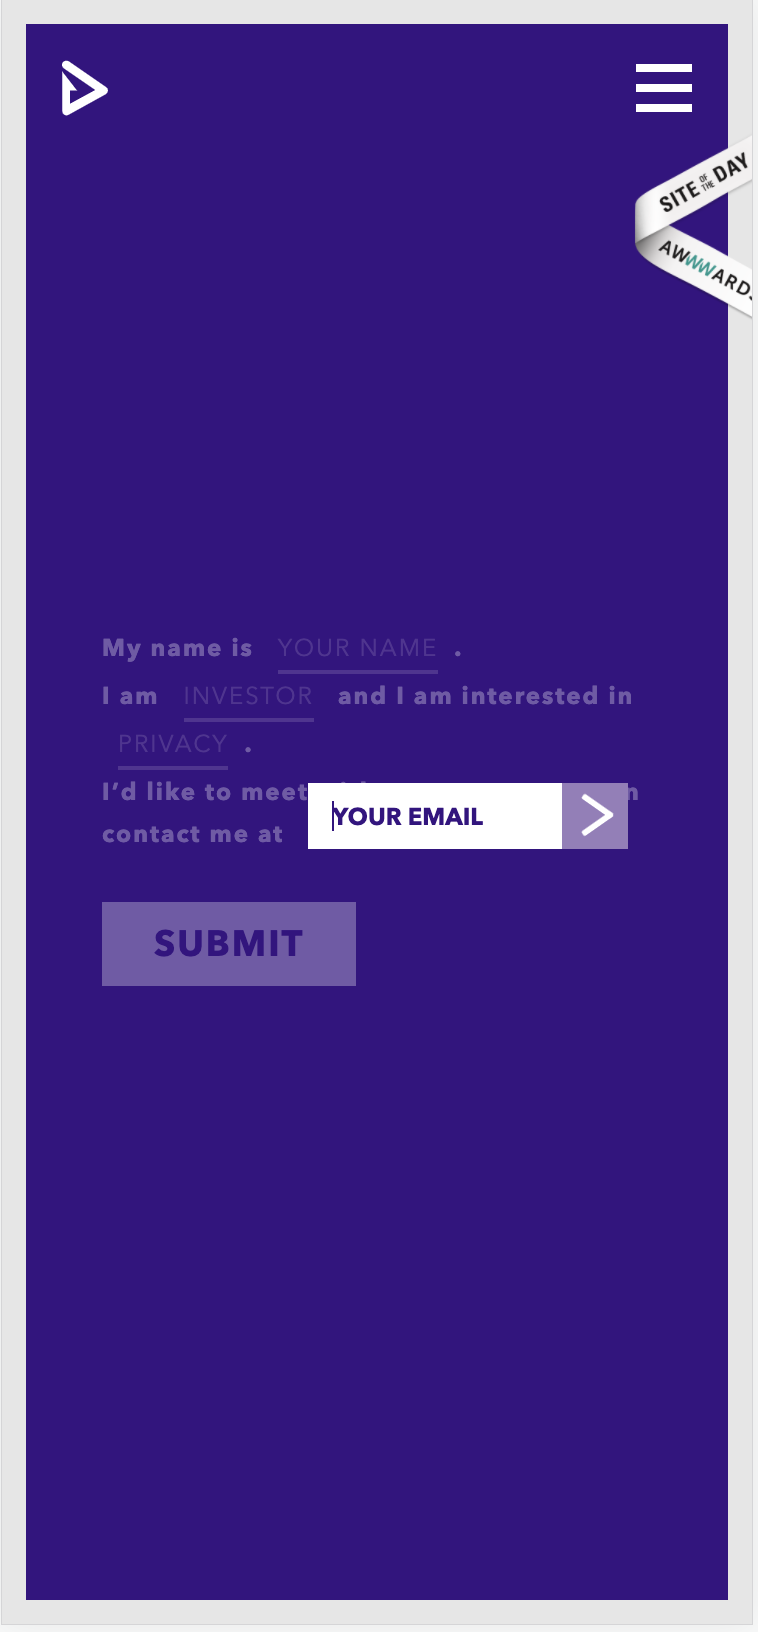 SITE OF THE DAY
AWWWARDS
My name is YOUR NAME .
I am INVESTOR and I am interested in
PRIVACY .
I’d like to meet
contact me at YOUR EMAIL
SUBMIT